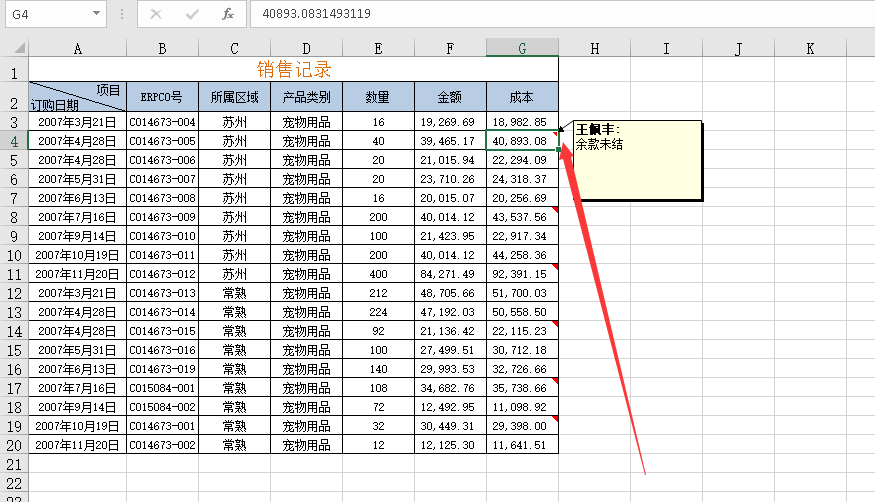 G4 fx 40893.0831493119
A B C D E F G H I J K
1 销售记录
2 项目 订购日期 ERPCO号 所属区域 产品类别 数量 金额 成本
3 2007年3月21日 C014673-004 苏州 宠物用品 16 19,269.69 18,982.85
4 2007年4月28日 C014673-005 苏州 宠物用品 40 39,465.17 40,893.08
5 2007年4月28日 C014673-006 苏州 宠物用品 20 21,015.94 22,294.09
6 2007年5月31日 C014673-007 苏州 宠物用品 20 23,710.26 24,318.37
7 2007年6月13日 C014673-008 苏州 宠物用品 16 20,015.07 20,256.69
8 2007年7月16日 C014673-009 苏州 宠物用品 200 40,014.12 43,537.56
9 2007年9月14日 C014673-010 苏州 宠物用品 100 21,423.95 22,917.34
10 2007年10月19日 C014673-011 苏州 宠物用品 200 40,014.12 44,258.36
11 2007年11月20日 C014673-012 苏州 宠物用品 400 84,271.49 92,391.15
12 2007年3月21日 C014673-013 常熟 宠物用品 212 48,705.66 51,700.03
13 2007年4月28日 C014673-014 常熟 宠物用品 224 47,192.03 50,558.50
14 2007年4月28日 C014673-015 常熟 宠物用品 92 21,136.42 22,115.23
15 2007年5月31日 C014673-016 常熟 宠物用品 100 27,499.51 30,712.18
16 2007年6月13日 C014673-019 常熟 宠物用品 140 29,993.53 32,726.66
17 2007年7月16日 C015084-001 常熟 宠物用品 108 34,682.76 35,738.66
18 2007年9月14日 C015084-002 常熟 宠物用品 72 12,492.95 11,098.92
19 2007年10月19日 C014673-001 常熟 宠物用品 32 30,449.31 29,398.00
20 2007年11月20日 C014673-002 常熟 宠物用品 12 12,125.30 11,641.51
21
22
王佩丰:
余款未结